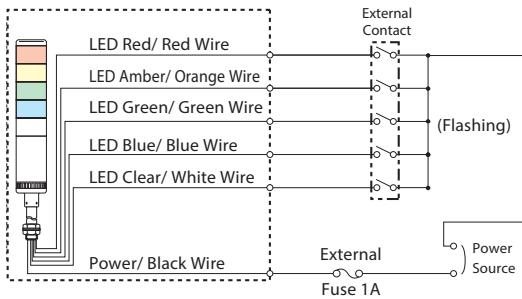 External
Contact
LED Red/ Red Wire
LED Amber/ Orange Wire
LED Green/ Green Wire
(Flashing)
LED Blue/ Blue Wire
LED Clear/ White Wire
Power/ Black Wire
External
Fuse 1A
Power
Source